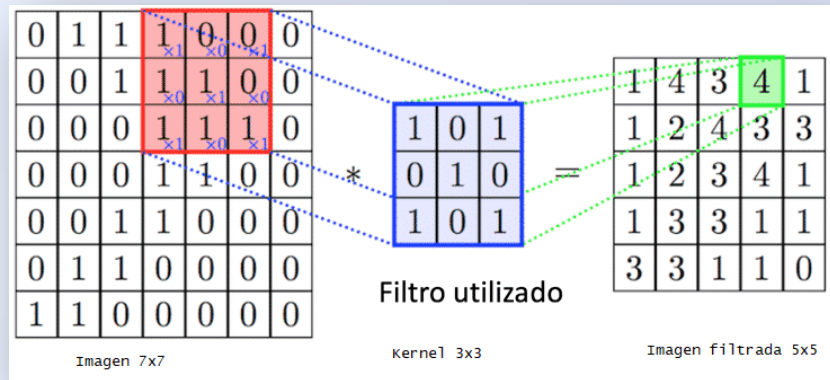 0 1 1 1 0 0 0
×1 ×0 ×1
0 0 1 1 1 0 0
×0 ×1 ×0
0 0 0 1 1 1 0
×1 ×0 ×1
0 0 0 1 1 0 0
0 0 1 1 0 0 0
0 1 1 0 0 0 0
1 1 0 0 0 0 0
Imagen 7x7
*
1 0 1
0 1 0
1 0 1
Filtro utilizado
Kernel 3x3
=
1 4 3 4 1
1 2 4 3 3
1 2 3 4 1
1 3 3 1 1
3 3 1 1 0
Imagen filtrada 5x5